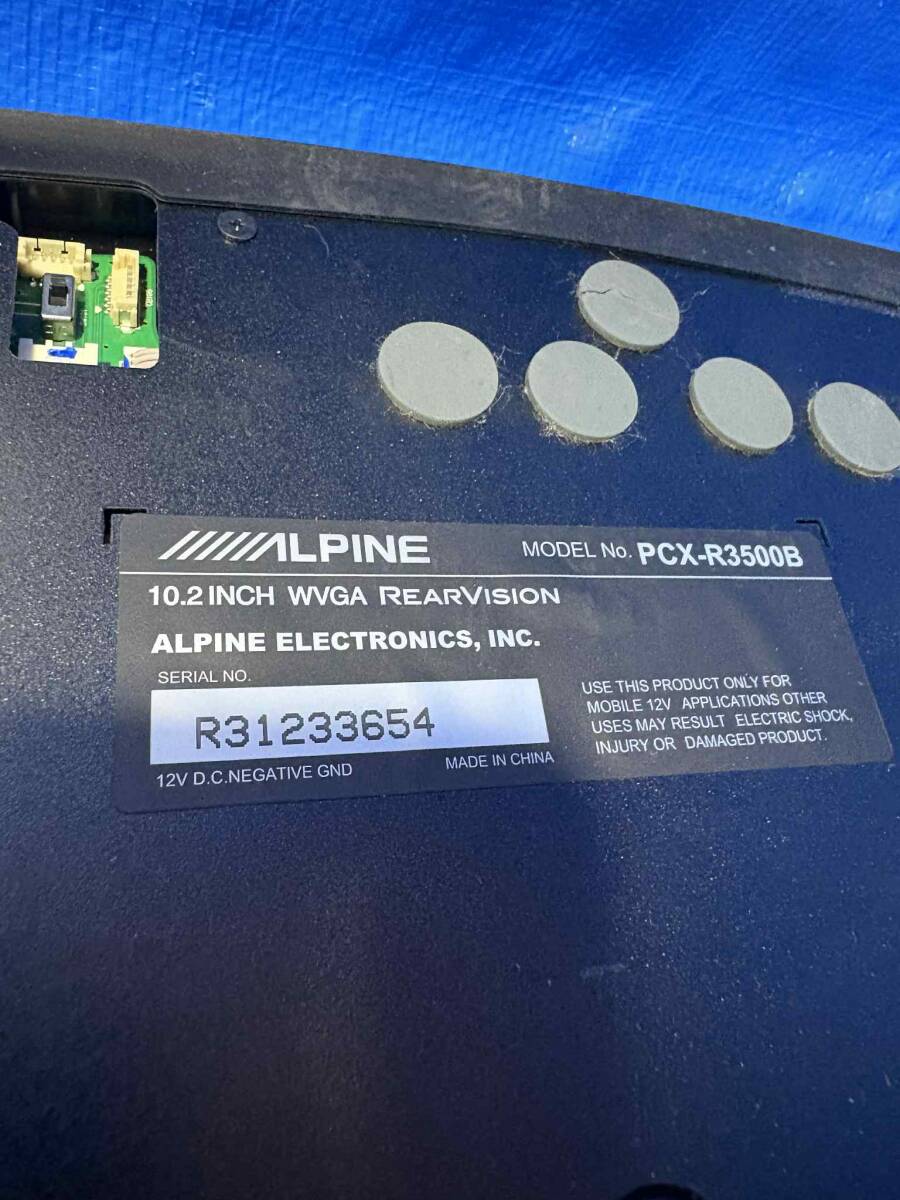 ALPINE MODEL No. PCX-R3500B
10.2 INCH WVGA REARVISION
ALPINE ELECTRONICS, INC.
SERIAL NO.
R31233654
12V D.C.NEGATIVE GND MADE IN CHINA
USE THIS PRODUCT ONLY FOR
MOBILE 12V APPLICATIONS OTHER
USES MAY RESULT ELECTRIC SHOCK,
INJURY OR DAMAGED PRODUCT.